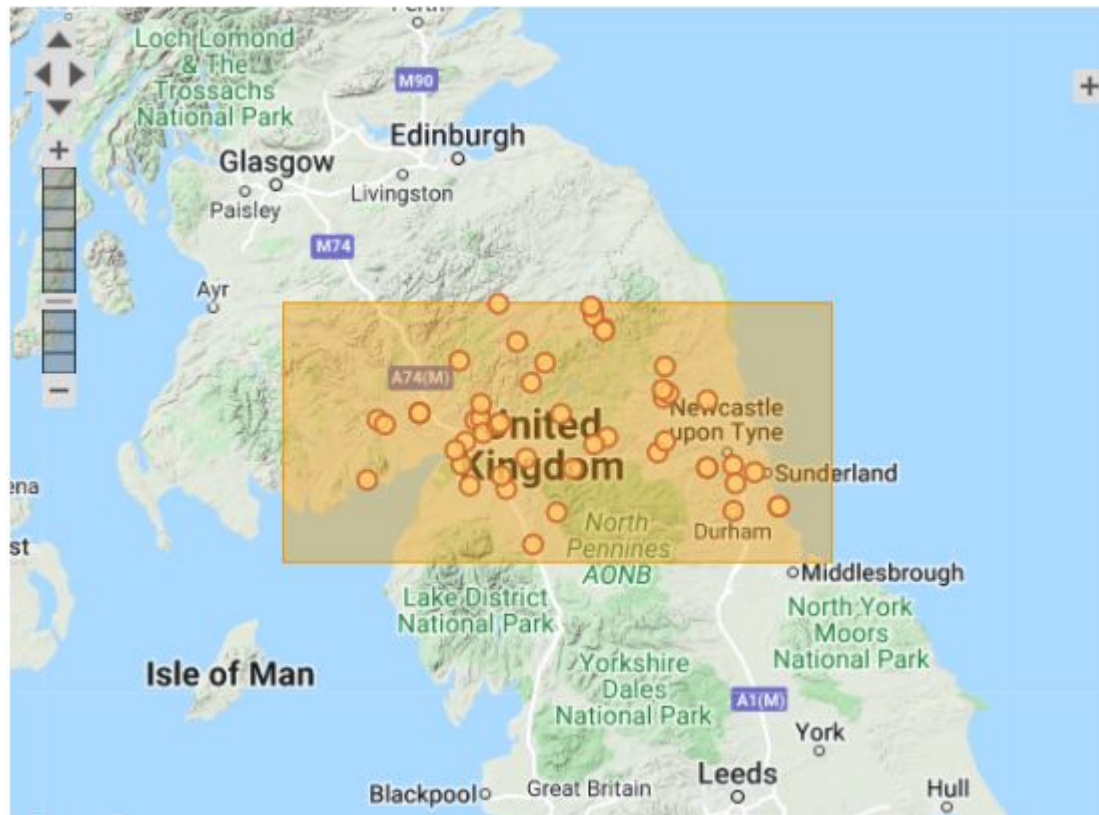 Perth
Loch Lomond
& The
Trossachs
National Park
M90
Edinburgh
Glasgow
Livingston
Paisley
M74
Ayr
A74(M)
Newcastle
upon Tyne
United
Kingdom
Sunderland
North
Pennines
AONB
Durham
Middlesbrough
Lake District
National Park
North York
Moors
National Park
Isle of Man
Yorkshire
Dales
National Park
A1(M)
York
Leeds
Blackpool
Great Britain
Hull